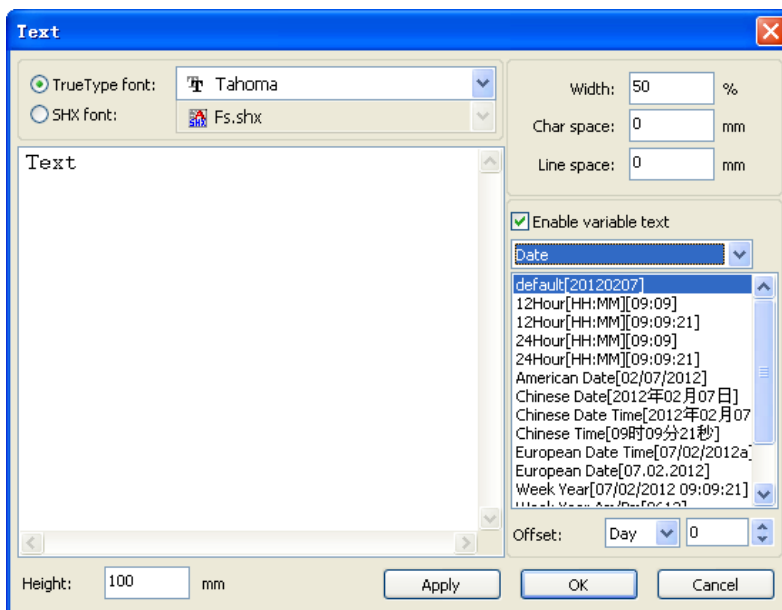 Text
TrueType font: Tahoma
SHX font: Fs.shx
Width: 50 %
Char space: 0 mm
Line space: 0 mm
Text
Enable variable text
Date
default[20120207]
12Hour[HH:MM][09:09]
12Hour[HH:MM][09:09:21]
24Hour[HH:MM][09:09]
24Hour[HH:MM][09:09:21]
American Date[02/07/2012]
Chinese Date[2012年02月07日]
Chinese Date Time[2012年02月07
Chinese Time[09时09分21秒]
European Date Time[07/02/2012a]
European Date[07.02.2012]
Week Year[07/02/2012 09:09:21]
Offset: Day 0
Height: 100 mm
Apply
OK
Cancel